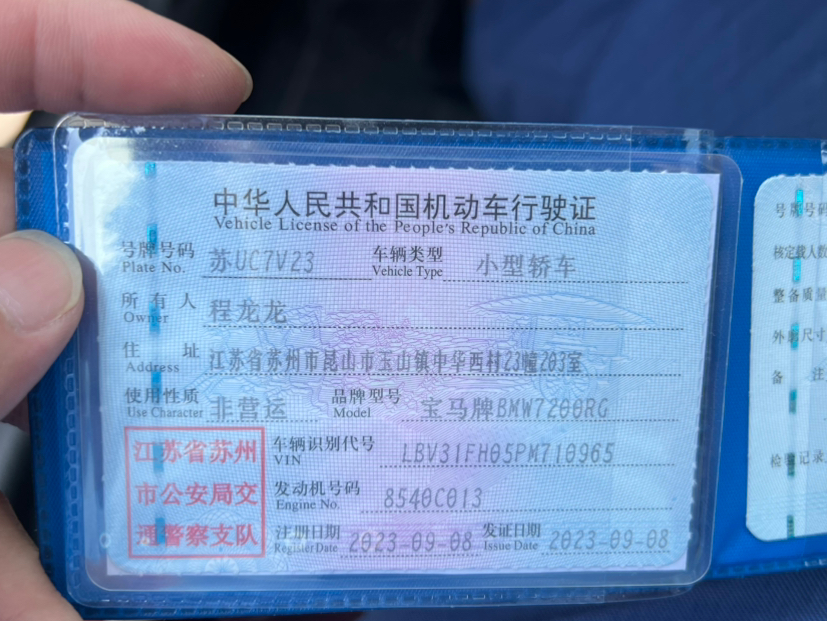 中华人民共和国机动车行驶证
Vehicle License of the People's Republic of China
号牌号码 苏UC7V23 车辆类型 小型轿车
Plate No. Vehicle Type
所有人 程龙龙
Owner
住址 江苏省苏州市昆山市玉山镇中华西村23幢203室
Address
使用性质 非营运 品牌型号 宝马牌BMW7200RG
Use Character Model
江苏省苏州
市公安局交
通警察支队
车辆识别代号 LBV31FH05PM710965
VIN
发动机号码 8540C013
Engine No.
注册日期 2023-09-08 发证日期 2023-09-08
Register Date Issue Date
号牌号码
核定载人数
整备质量
外廓尺寸
备注
检验记录